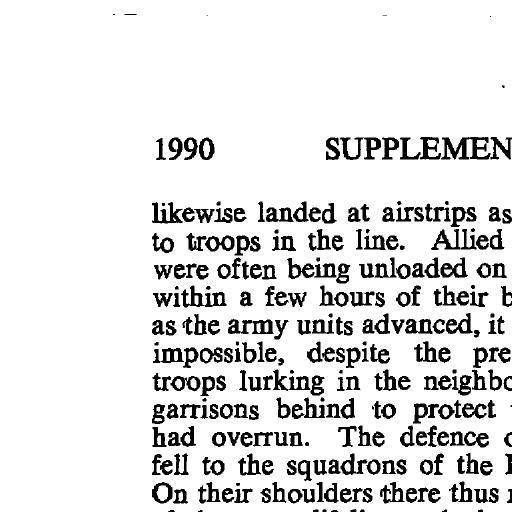 1990 SUPPLEMEN
likewise landed at airstrips as
to troops in the line. Allied
were often being unloaded on
within a few hours of their b
as the army units advanced, it
impossible, despite the pre
troops lurking in the neighbo
garrisons behind to protect
had overrun. The defence
fell to the squadrons of the
On their shoulders there thus